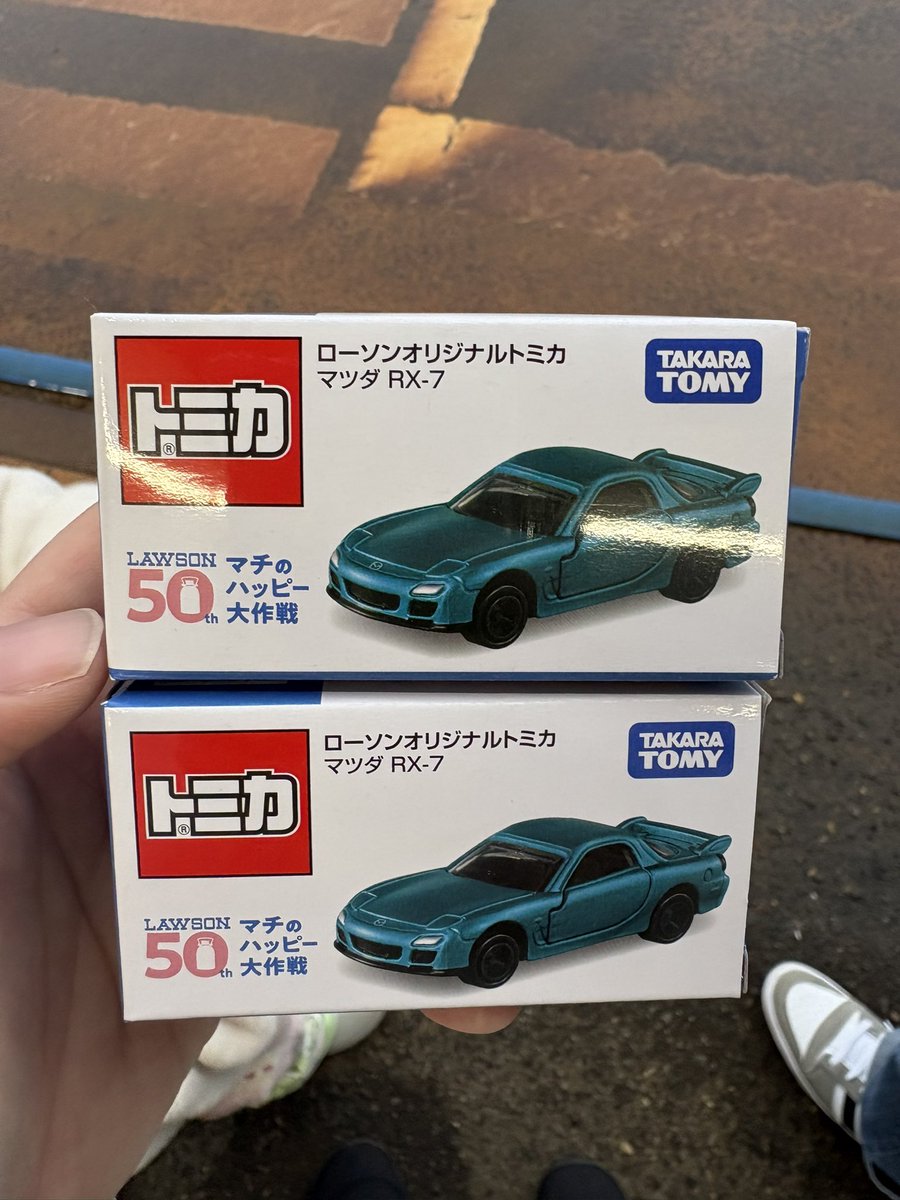 ローソンオリジナルトミカ
マツダ RX-7
TAKARA
TOMY
トミカ
®
LAWSON
50th
マチの
ハッピー
大作戦
ローソンオリジナルトミカ
マツダ RX-7
TAKARA
TOMY
トミカ
®
LAWSON
50th
マチの
ハッピー
大作戦